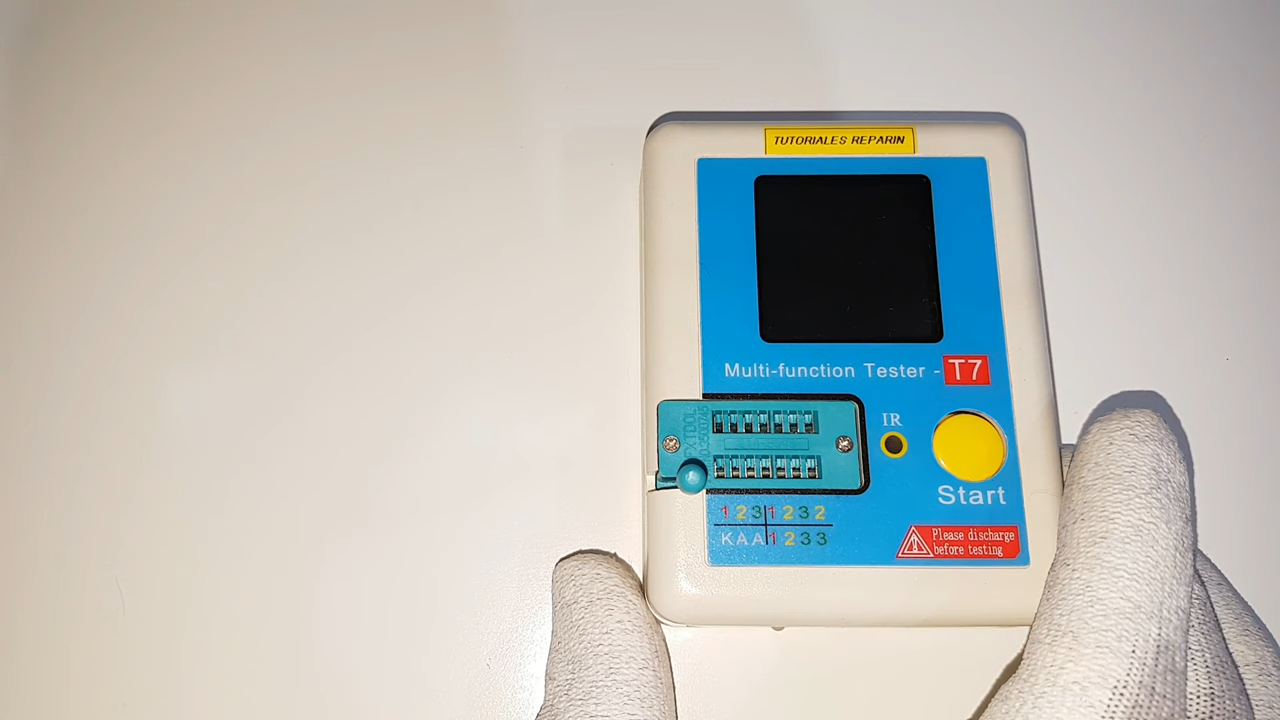 TUTORIALES REPARIN
Multi-function Tester - T7
IR
Start
1 2 3 1 2 3 2
K A A 1 2 3 3
Please discharge
before testing